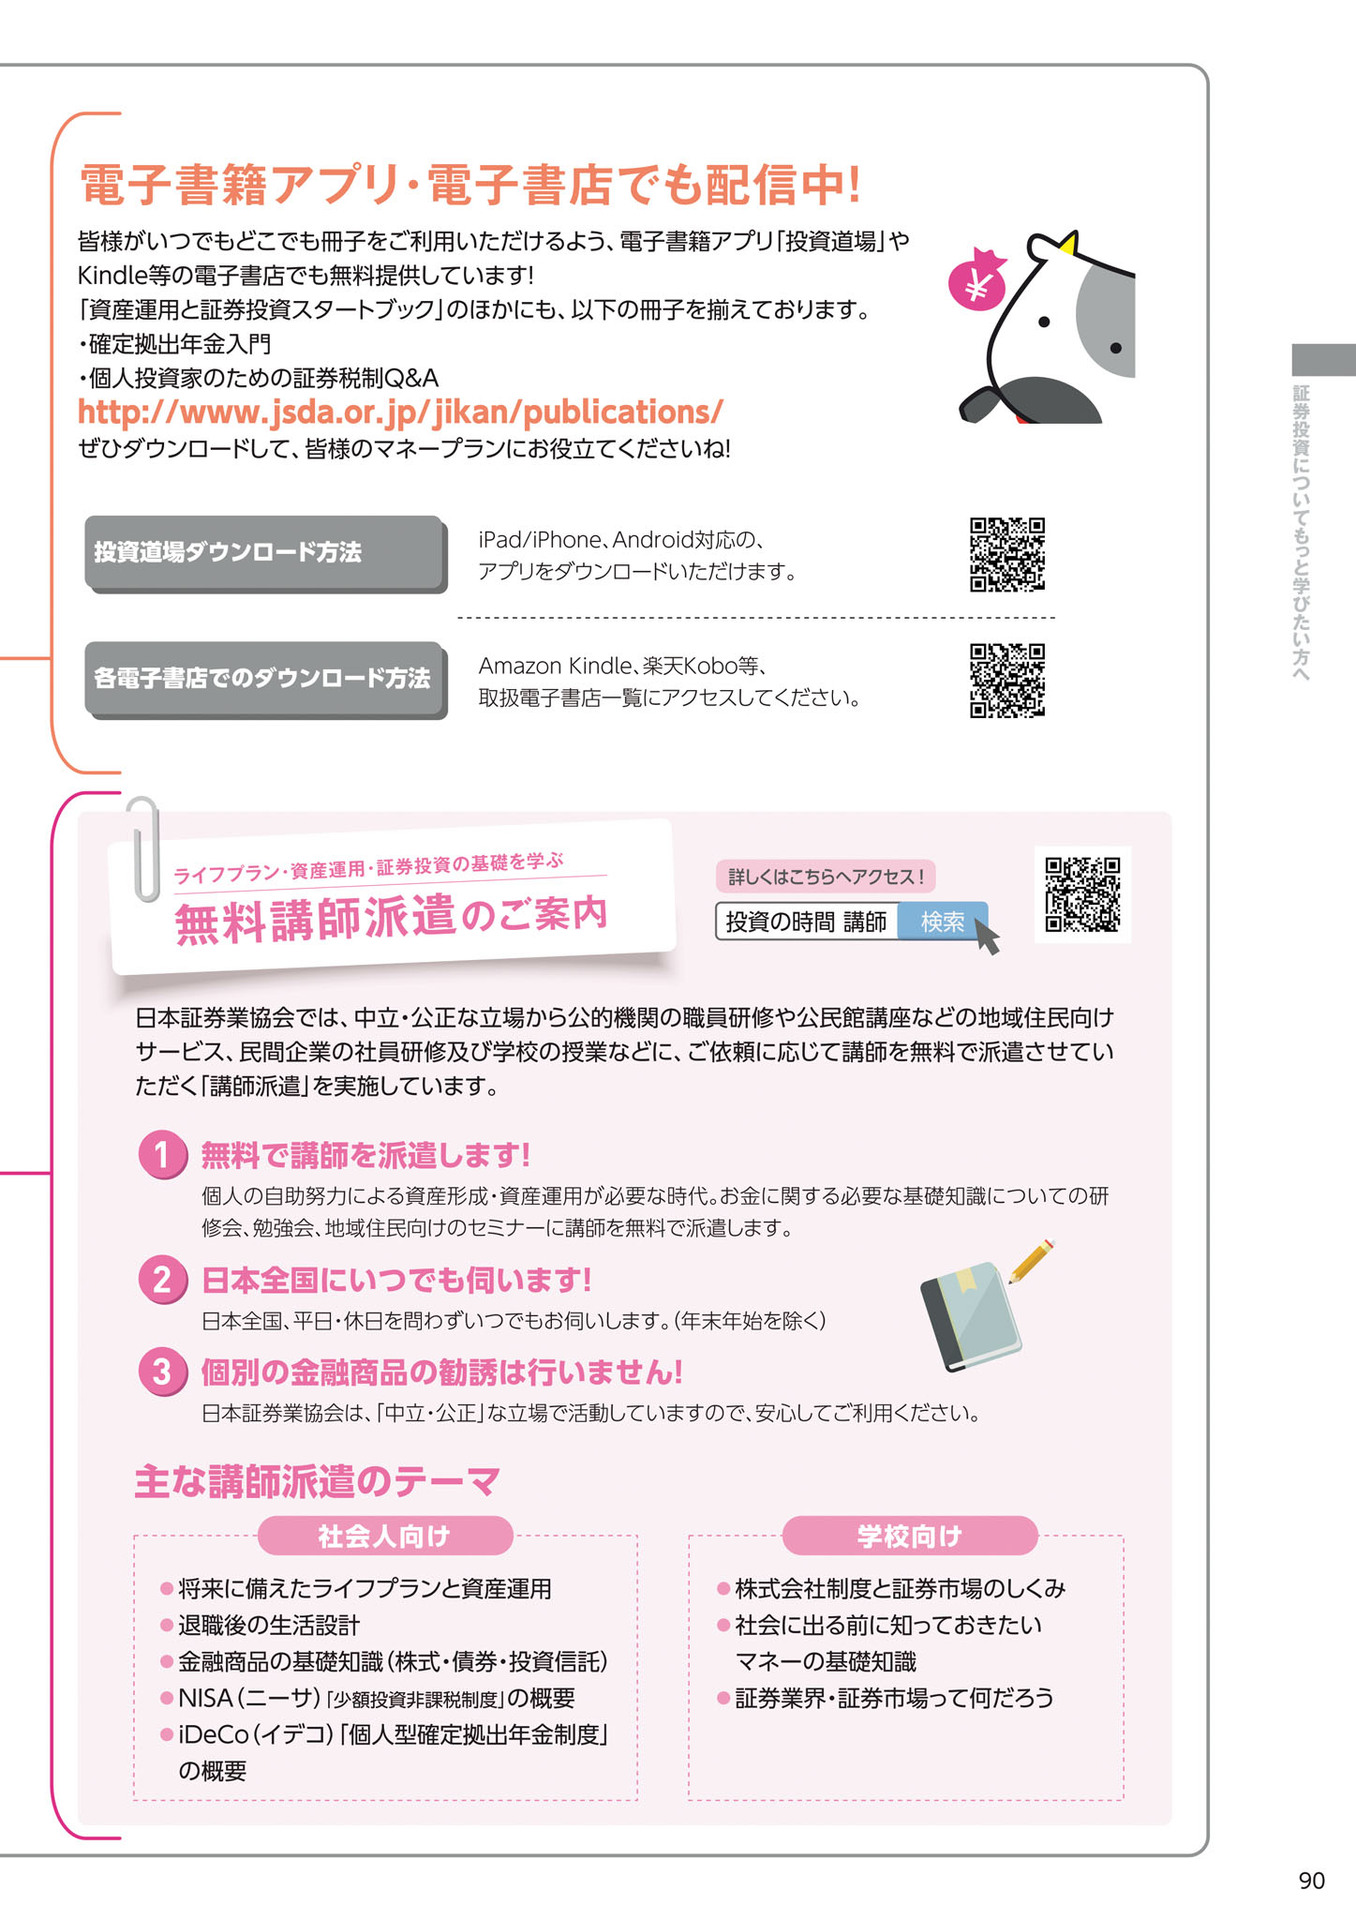 電子書籍アプリ・電子書店でも配信中!
皆様がいつでもどこでも冊子をご利用いただけるよう、電子書籍アプリ「投資道場」や
Kindle等の電子書店でも無料提供しています!
「資産運用と証券投資スタートブック」のほかにも、以下の冊子を揃えております。
・確定拠出年金入門
・個人投資家のための証券税制Q&A
http://www.jsda.or.jp/jikan/publications/
ぜひダウンロードして、皆様のマネープランにお役立てくださいね!
¥
投資道場ダウンロード方法
iPad/iPhone、Android対応の、
アプリをダウンロードいただけます。
各電子書店でのダウンロード方法
Amazon Kindle、楽天Kobo等、
取扱電子書店一覧にアクセスしてください。
証券投資についてもっと学びたい方へ
ライフプラン・資産運用・証券投資の基礎を学ぶ
無料講師派遣のご案内
詳しくはこちらへアクセス!
投資の時間 講師 検索
日本証券業協会では、中立・公正な立場から公的機関の職員研修や公民館講座などの地域住民向け
サービス、民間企業の社員研修及び学校の授業などに、ご依頼に応じて講師を無料で派遣させてい
ただく「講師派遣」を実施しています。
1 無料で講師を派遣します!
個人の自助努力による資産形成・資産運用が必要な時代。お金に関する必要な基礎知識についての研
修会、勉強会、地域住民向けのセミナーに講師を無料で派遣します。
2 日本全国にいつでも伺います!
日本全国、平日・休日を問わずいつでもお伺いします。(年末年始を除く)
3 個別の金融商品の勧誘は行いません!
日本証券業協会は、「中立・公正」な立場で活動していますので、安心してご利用ください。
主な講師派遣のテーマ
社会人向け
●将来に備えたライフプランと資産運用
●退職後の生活設計
●金融商品の基礎知識(株式・債券・投資信託)
●NISA(ニーサ)「少額投資非課税制度」の概要
●iDeCo(イデコ)「個人型確定拠出年金制度」
の概要
学校向け
●株式会社制度と証券市場のしくみ
●社会に出る前に知っておきたい
マネーの基礎知識
●証券業界・証券市場って何だろう
90